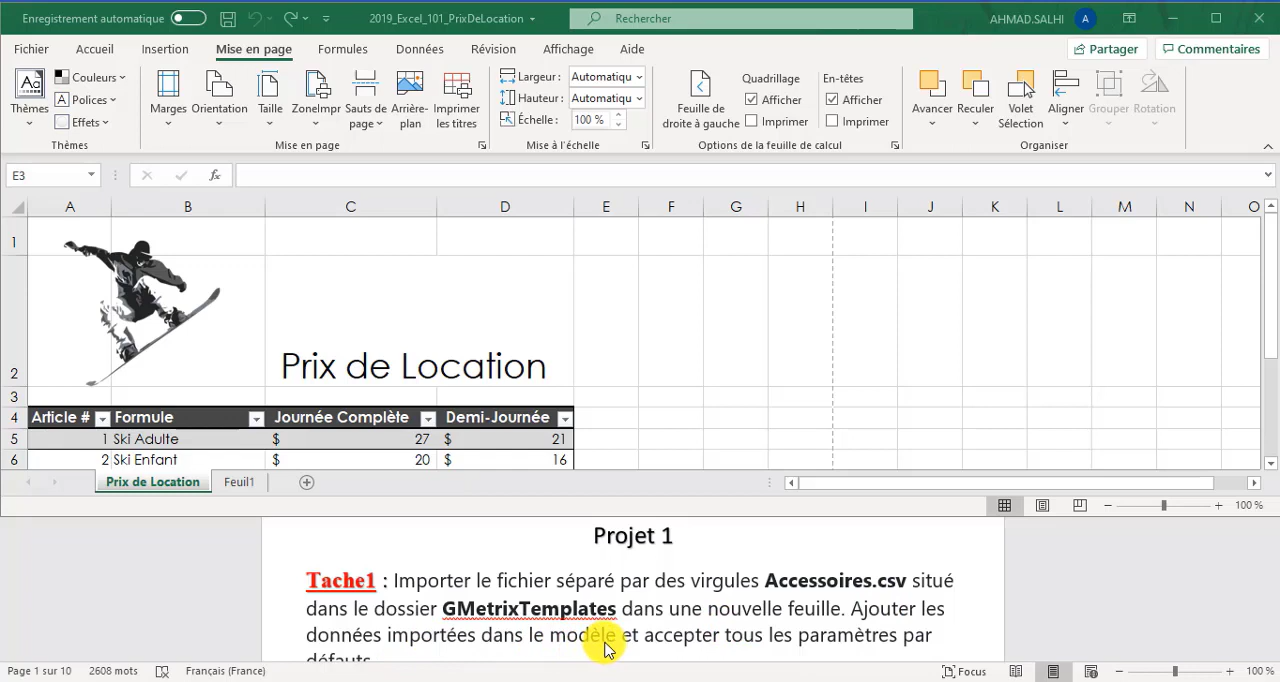 Enregistrement automatique 2019_Excel_101_PrixDeLocation Rechercher AHMAD.SALHI A
Fichier Accueil Insertion Mise en page Formules Données Révision Affichage Aide Partager Commentaires
Aa Couleurs Largeur : Automatiqu Quadrillage En-têtes
A Polices Hauteur : Automatiqu Afficher Afficher
Thèmes Effets Marges Orientation Taille ZoneImpr Sauts de page Arrière-plan Imprimer les titres Échelle : 100 % Feuille de droite à gauche Imprimer Imprimer Avancer Reculer Volet Sélection Aligner Grouper Rotation
Thèmes Mise en page Mise à l'échelle Options de la feuille de calcul Organiser
E3 fx
A B C D E F G H I J K L M N O
1
2 Prix de Location
3
4 Article # Formule Journée Complète Demi-Journée
5 1 Ski Adulte $ 27 $ 21
6 2 Ski Enfant $ 20 $ 16
Prix de Location Feuil1
100 %
Projet 1
Tache1 : Importer le fichier séparé par des virgules Accessoires.csv situé
dans le dossier GMetrixTemplates dans une nouvelle feuille. Ajouter les
données importées dans le modèle et accepter tous les paramètres par
défauts
Page 1 sur 10 2608 mots Français (France) Focus 100 %